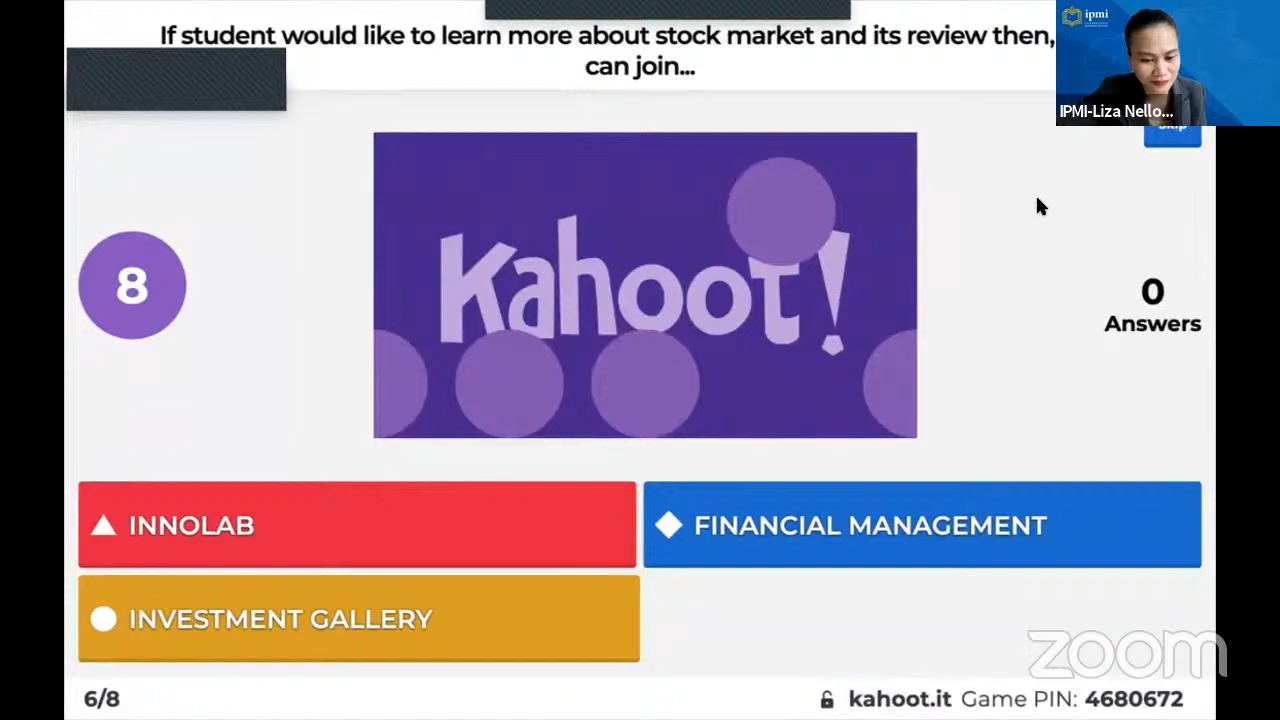 If student would like to learn more about stock market and its review then,
can join...
ipmi
IPMI-Liza Nello...
Skip
8
Kahoot!
0
Answers
INNOLAB
FINANCIAL MANAGEMENT
INVESTMENT GALLERY
zoom
6/8
kahoot.it Game PIN: 4680672